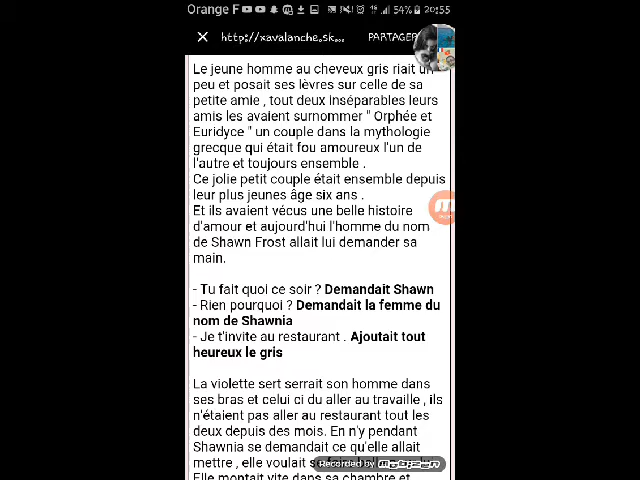 Orange F 54% 20:55
http://xavalanche.sk... PARTAGER
Le jeune homme au cheveux gris riait un
peu et posait ses lèvres sur celle de sa
petite amie , tout deux inséparables leurs
amis les avaient surnommer " Orphée et
Euridyce " un couple dans la mythologie
grecque qui était fou amoureux l'un de
l'autre et toujours ensemble .
Ce jolie petit couple était ensemble depuis
leur plus jeunes âge six ans .
Et ils avaient vécus une belle histoire
d'amour et aujourd'hui l'homme du nom
de Shawn Frost allait lui demander sa
main.
- Tu fait quoi ce soir ? Demandait Shawn
- Rien pourquoi ? Demandait la femme du
nom de Shawnia
- Je t'invite au restaurant . Ajoutait tout
heureux le gris
La violette sert serrait son homme dans
ses bras et celui ci du aller au travaille , ils
n'étaient pas aller au restaurant tout les
deux depuis des mois. En n'y pendant
Shawnia se demandait ce qu'elle allait
mettre , elle voulait
Recorded by
Elle montait vite dans sa chambre et